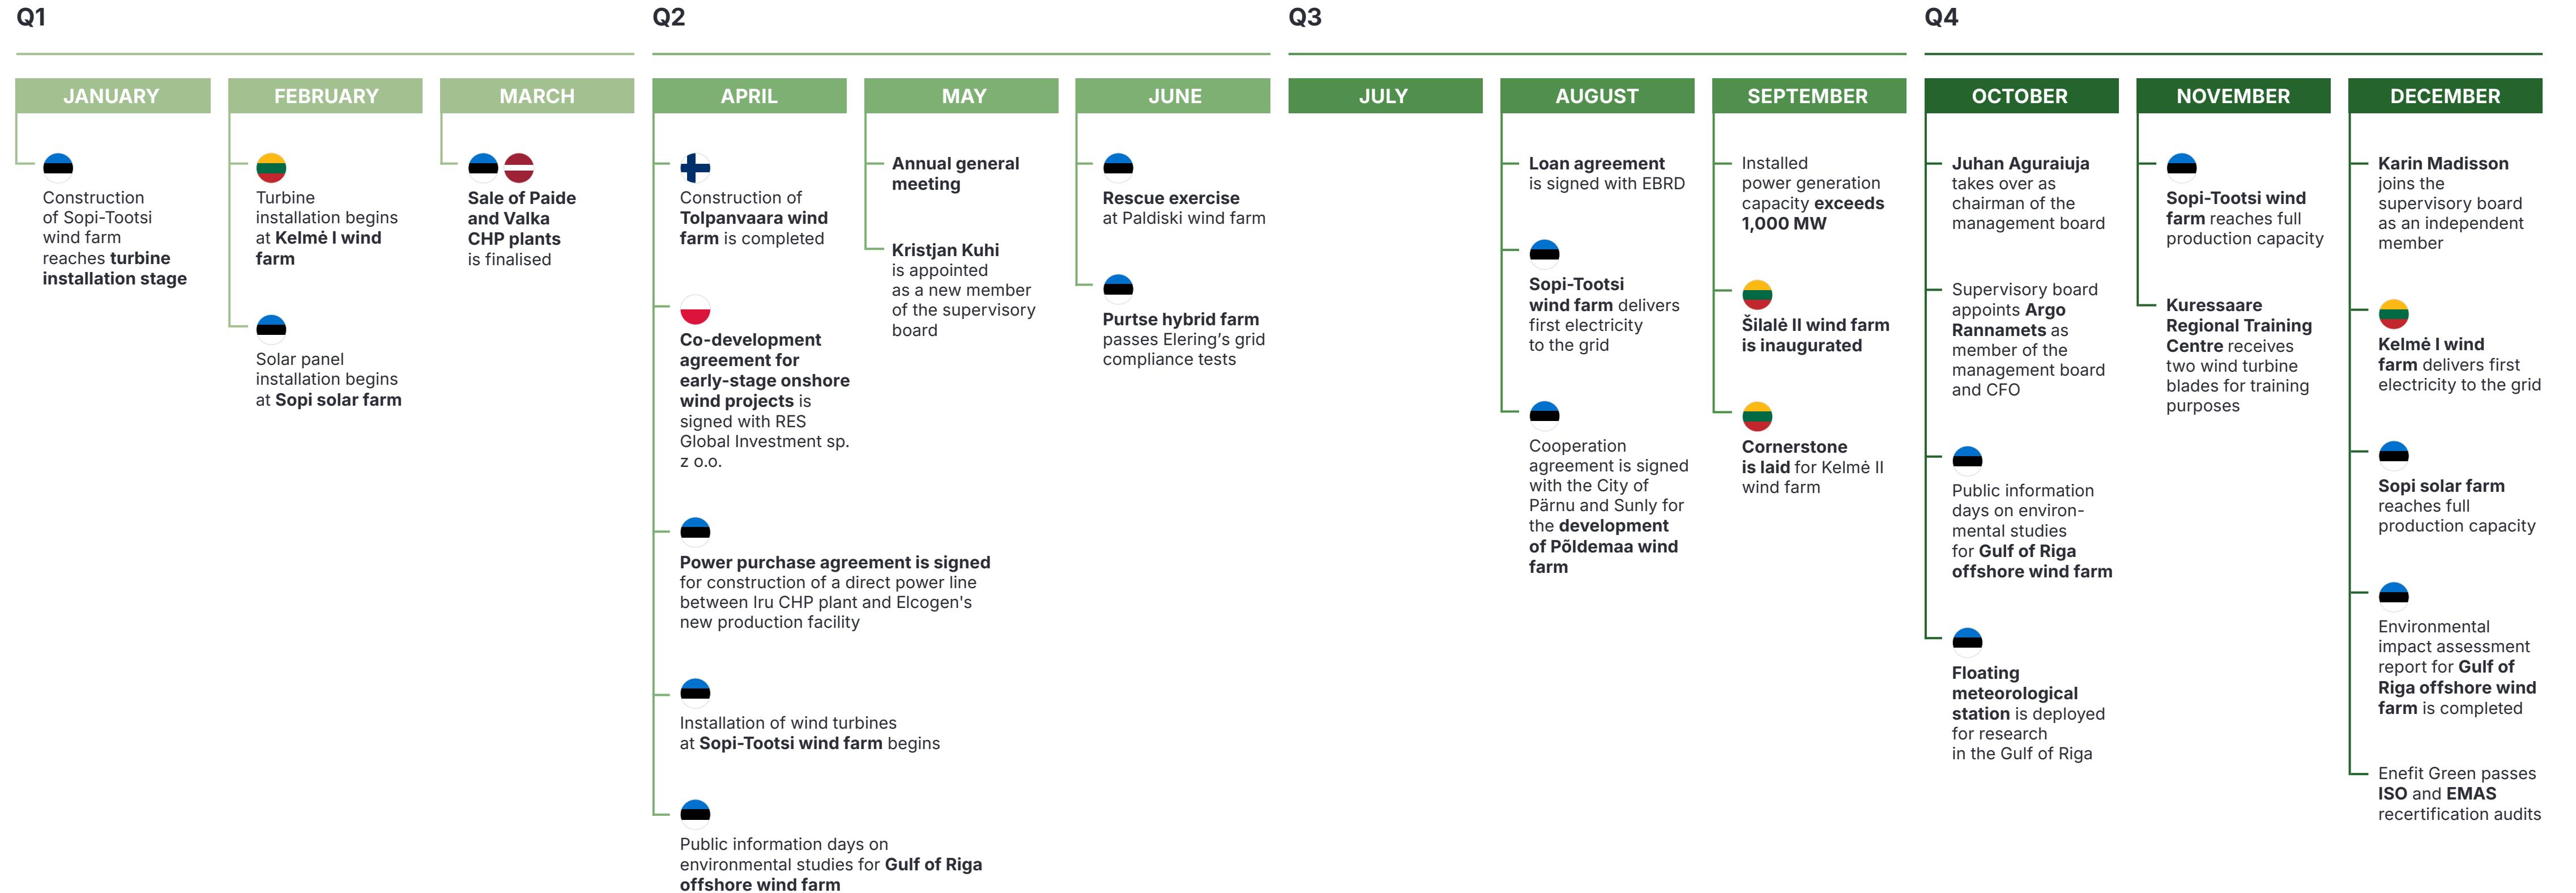 Q1
JANUARY
Construction
of Sopi-Tootsi
wind farm
reaches turbine
installation stage
FEBRUARY
Turbine
installation begins
at Kelmė I wind
farm
Solar panel
installation begins
at Sopi solar farm
MARCH
Sale of Paide
and Valka
CHP plants
is finalised
Q2
APRIL
Construction of
Tolpanvaara wind
farm is completed
Co-development
agreement for
early-stage onshore
wind projects is
signed with RES
Global Investment sp.
z o.o.
Power purchase agreement is signed
for construction of a direct power line
between Iru CHP plant and Elcogen's
new production facility
Installation of wind turbines
at Sopi-Tootsi wind farm begins
Public information days on
environmental studies for Gulf of Riga
offshore wind farm
MAY
Annual general
meeting
Kristjan Kuhi
is appointed
as a new member
of the supervisory
board
JUNE
Rescue exercise
at Paldiski wind farm
Purtse hybrid farm
passes Elering’s grid
compliance tests
Q3
JULY
AUGUST
Loan agreement
is signed with EBRD
Sopi-Tootsi
wind farm delivers
first electricity
to the grid
Cooperation
agreement is signed
with the City of
Pärnu and Sunly for
the development
of Põldemaa wind
farm
SEPTEMBER
Installed
power generation
capacity exceeds
1,000 MW
Šilalė II wind farm
is inaugurated
Cornerstone
is laid for Kelmė II
wind farm
Q4
OCTOBER
Juhan Aguraiuja
takes over as
chairman of the
management board
Supervisory board
appoints Argo
Rannamets as
member of the
management board
and CFO
Public information
days on environ-
mental studies
for Gulf of Riga
offshore wind farm
Floating
meteorological
station is deployed
for research
in the Gulf of Riga
NOVEMBER
Sopi-Tootsi wind
farm reaches full
production capacity
Kuressaare
Regional Training
Centre receives
two wind turbine
blades for training
purposes
DECEMBER
Karin Madisson
joins the
supervisory board
as an independent
member
Kelmė I wind
farm delivers first
electricity to the grid
Sopi solar farm
reaches full
production capacity
Environmental
impact assessment
report for Gulf of
Riga offshore wind
farm is completed
Enefit Green passes
ISO and EMAS
recertification audits